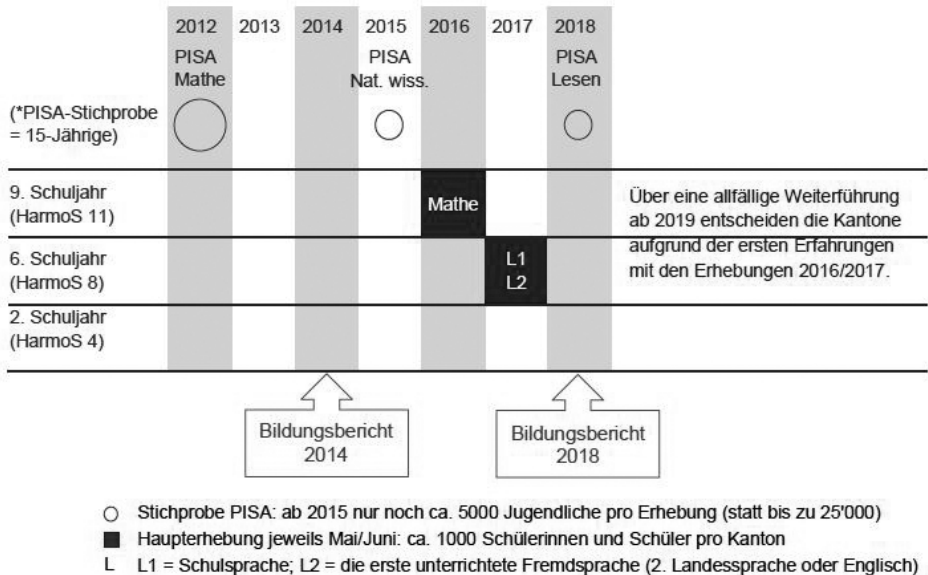 2012 2013 2014 2015 2016 2017 2018
PISA PISA PISA
Mathe Nat. wiss. Lesen
(*PISA-Stichprobe
= 15-Jährige)
9. Schuljahr
(HarmoS 11)
Mathe
Über eine allfällige Weiterführung
ab 2019 entscheiden die Kantone
aufgrund der ersten Erfahrungen
mit den Erhebungen 2016/2017.
6. Schuljahr
(HarmoS 8)
L1
L2
2. Schuljahr
(HarmoS 4)
Bildungsbericht
2014
Bildungsbericht
2018
Stichprobe PISA: ab 2015 nur noch ca. 5000 Jugendliche pro Erhebung (statt bis zu 25'000)
Haupterhebung jeweils Mai/Juni: ca. 1000 Schülerinnen und Schüler pro Kanton
L L1 = Schulsprache; L2 = die erste unterrichtete Fremdsprache (2. Landessprache oder Englisch)